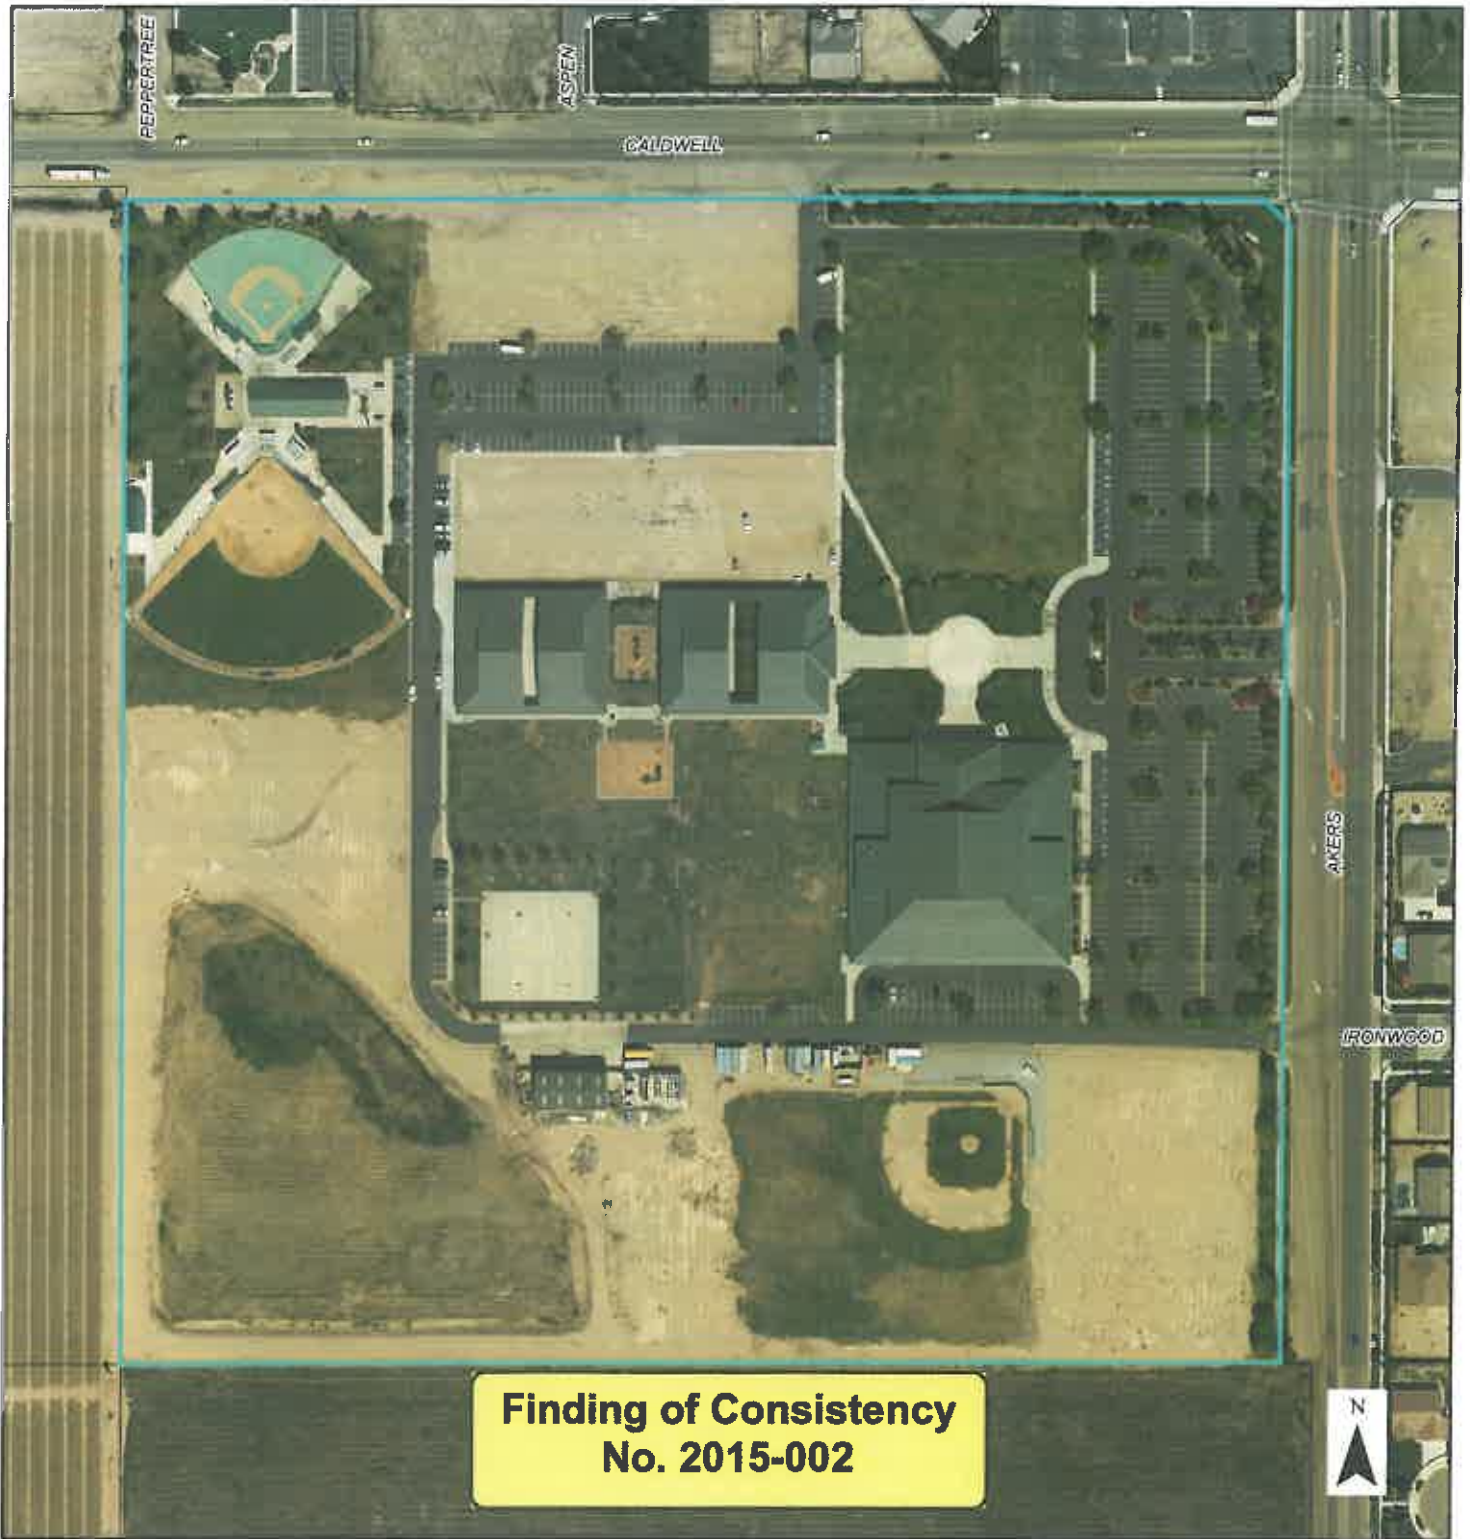 PEPPERTREE
ASPEN
CALDWELL
AKERS
IRONWOOD
Finding of Consistency
No. 2015-002
N